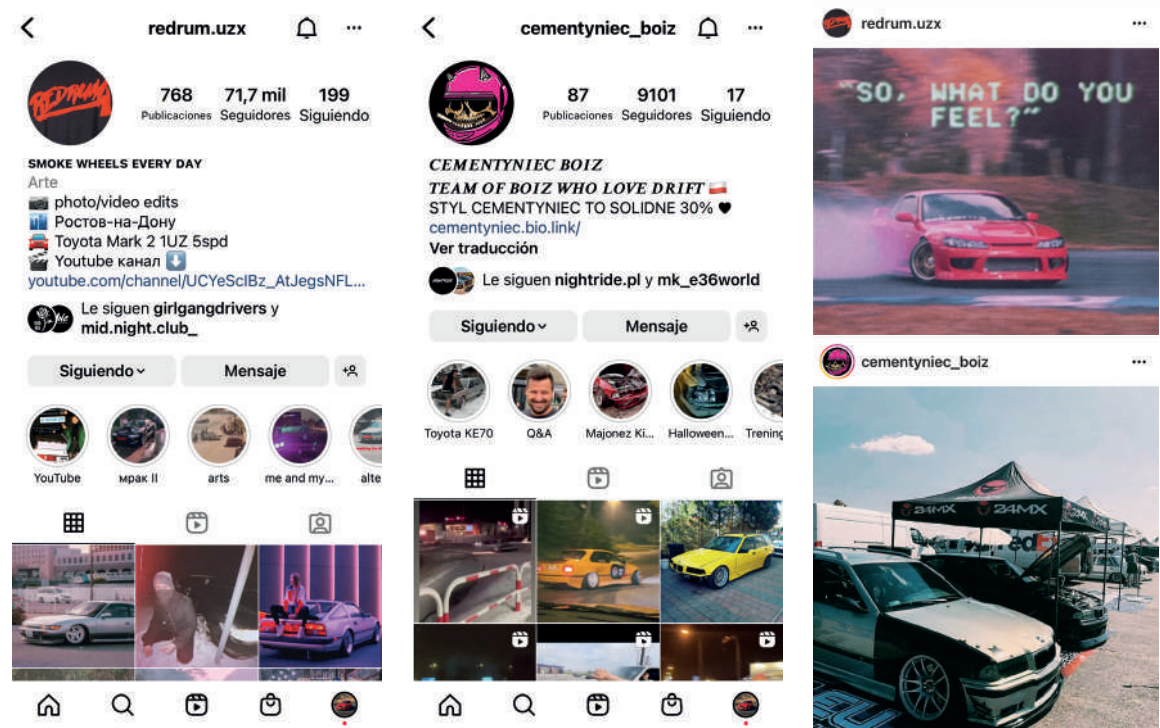 redrum.uzx
REDRUM
768
71,7 mil
199
Publicaciones
Seguidores
Siguiendo
SMOKE WHEELS EVERY DAY
Arte
photo/video edits
Ростов-на-Дону
Toyota Mark 2 1UZ 5spd
Youtube канал
youtube.com/channel/UCYeSclBz_AtJegsNFL...
Le siguen girlgangdrivers y
mid.night.club_
Siguiendo
Mensaje
YouTube
мрак II
arts
me and my...
alte
cementyniec_boiz
87
9101
17
Publicaciones
Seguidores
Siguiendo
CEMENTYNIEC BOIZ
TEAM OF BOIZ WHO LOVE DRIFT
STYL CEMENTYNIEC TO SOLIDNE 30%
cementyniec.bio.link/
Ver traducción
Le siguen nightride.pl y mk_e36world
Siguiendo
Mensaje
Toyota KE70
Q&A
Majonez Ki...
Halloween...
Trening
redrum.uzx
"SO, WHAT DO YOU
FEEL?"
cementyniec_boiz
24MX
24MX